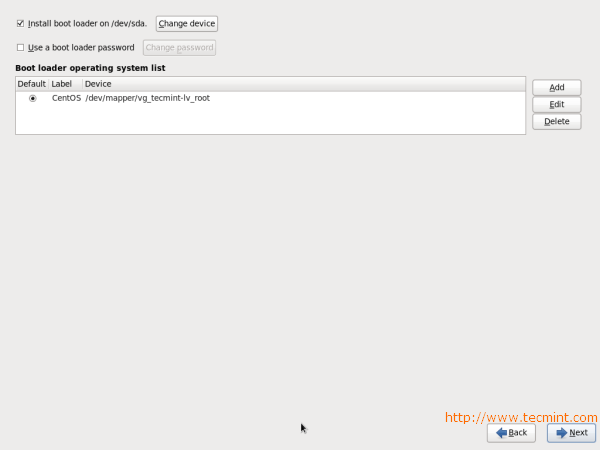 Install boot loader on /dev/sda. Change device
Use a boot loader password Change password
Boot loader operating system list
Default Label Device
CentOS /dev/mapper/vg_tecmint-lv_root
Add
Edit
Delete
http://www.tecmint.com
Back Next